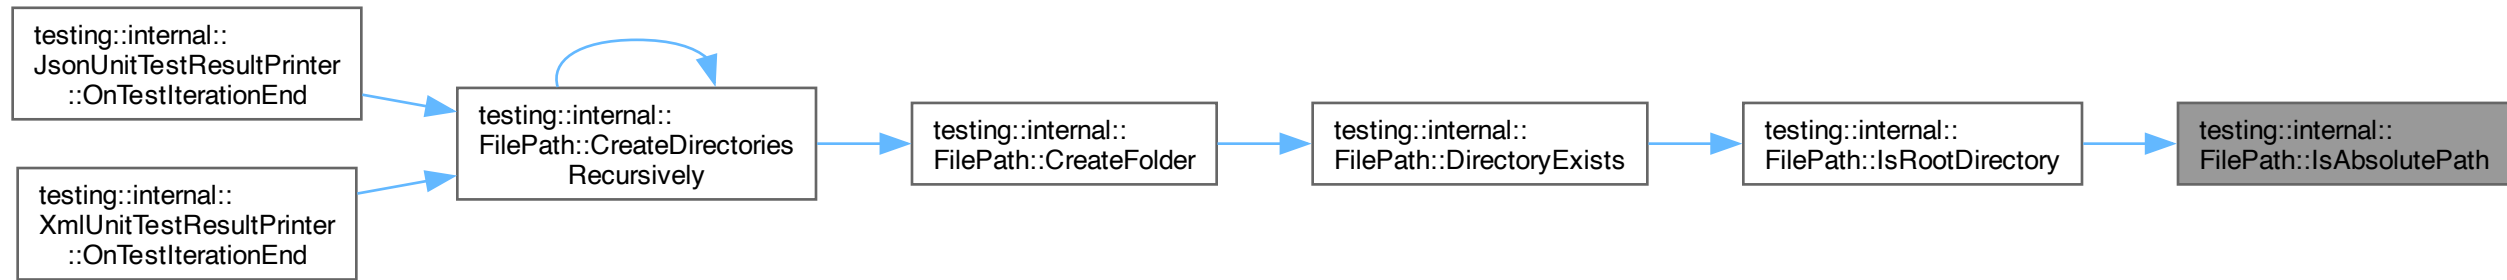 testing::internal::
JsonUnitTestResultPrinter
::OnTestIterationEnd
testing::internal::
XmlUnitTestResultPrinter
::OnTestIterationEnd
testing::internal::
FilePath::CreateDirectories
Recursively
testing::internal::
FilePath::CreateFolder
testing::internal::
FilePath::DirectoryExists
testing::internal::
FilePath::IsRootDirectory
testing::internal::
FilePath::IsAbsolutePath